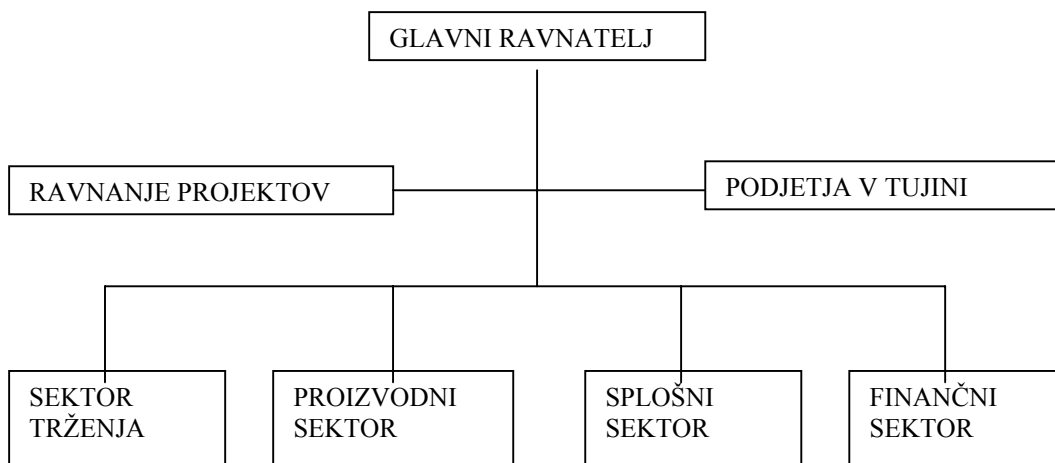 GLAVNI RAVNATELJ
RAVNANJE PROJEKTOV
PODJETJA V TUJINI
SEKTOR
TRŽENJA
PROIZVODNI
SEKTOR
SPLOŠNI
SEKTOR
FINANČNI
SEKTOR